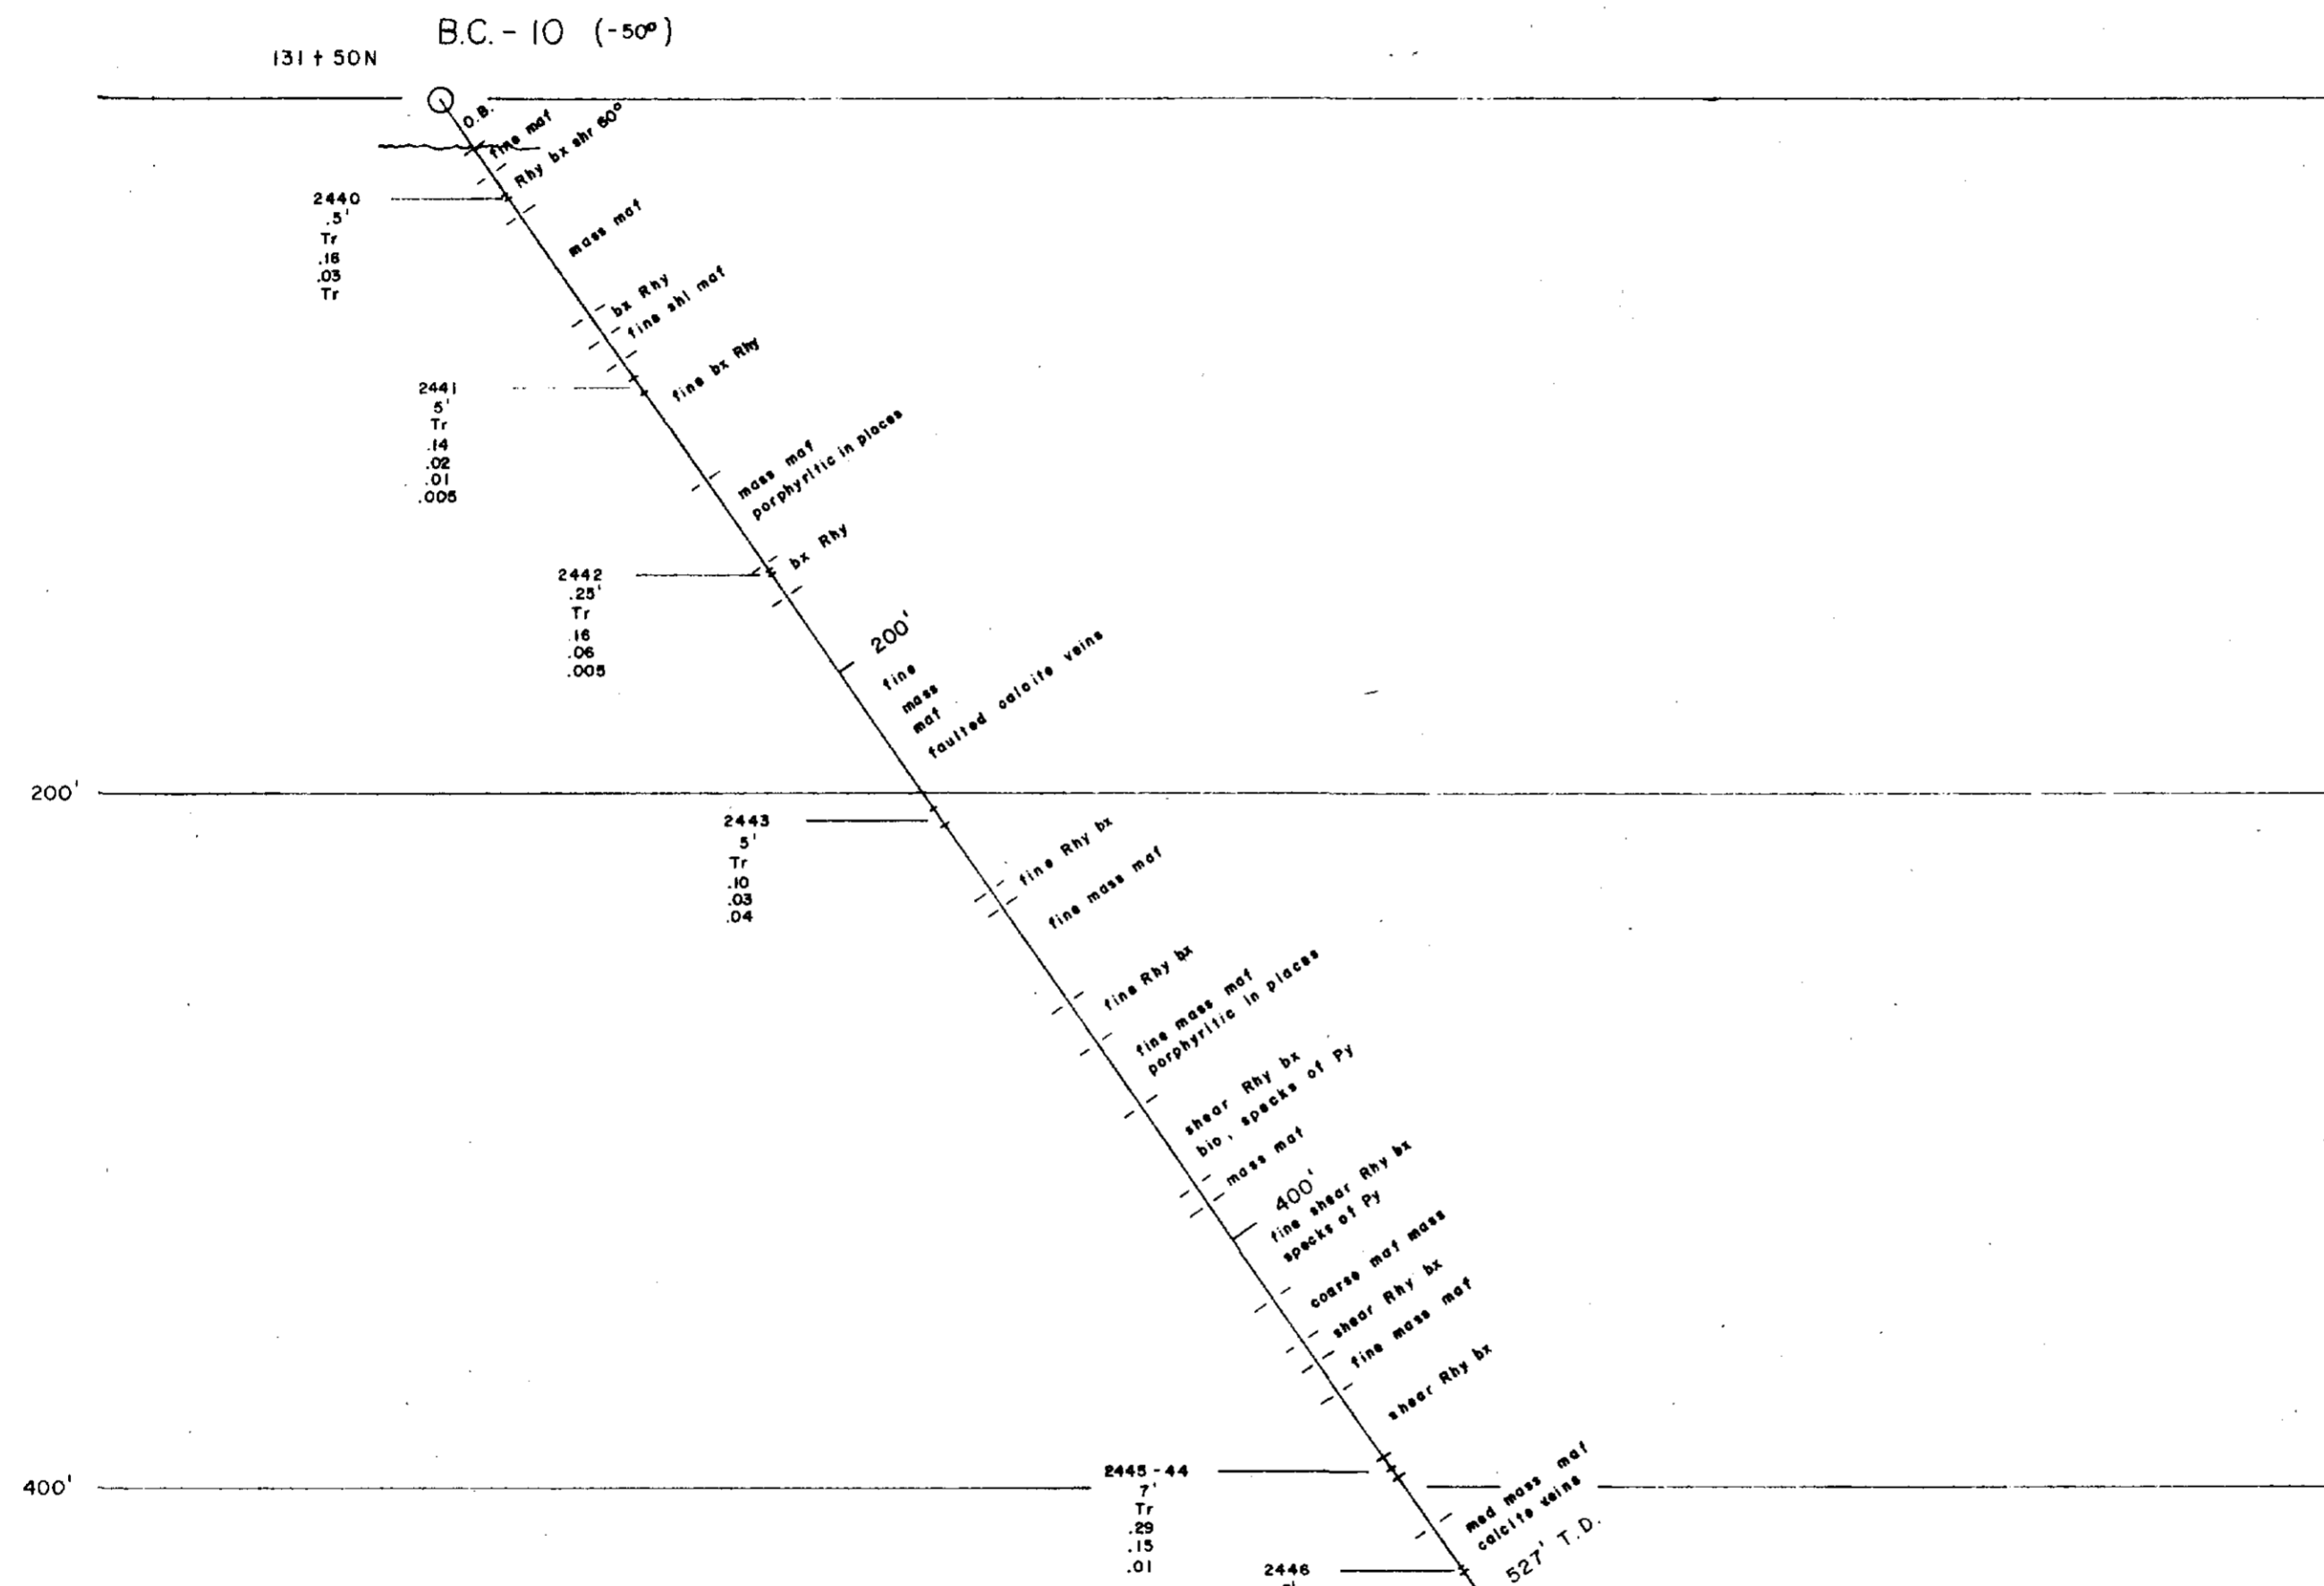 B.C. - 10 (-50°)
131 + 50N
O.B.
fine maf
Rhy bx shr 60°
2440
.5'
Tr
.16
.03
Tr
mass maf
bx Rhy
fine shl maf
fine bx Rhy
2441
5'
Tr
.14
.02
.01
.005
mass maf
porphyritic in places
bx Rhy
2442
.25'
Tr
.16
.06
.005
200'
fine
mass
maf
faulted calcite veins
200'
2443
5'
Tr
.10
.03
.04
fine Rhy bx
fine mass maf
fine Rhy bx
fine mass maf
porphyritic in places
shear Rhy bx
bio, specks of Py
mass maf
400'
fine shear Rhy bx
specks of Py
coarse maf mass
shear Rhy bx
fine mass maf
shear Rhy bx
2445-44
7'
Tr
.29
.15
.01
400'
med mass maf
calcite veins
527' T.D.
2446